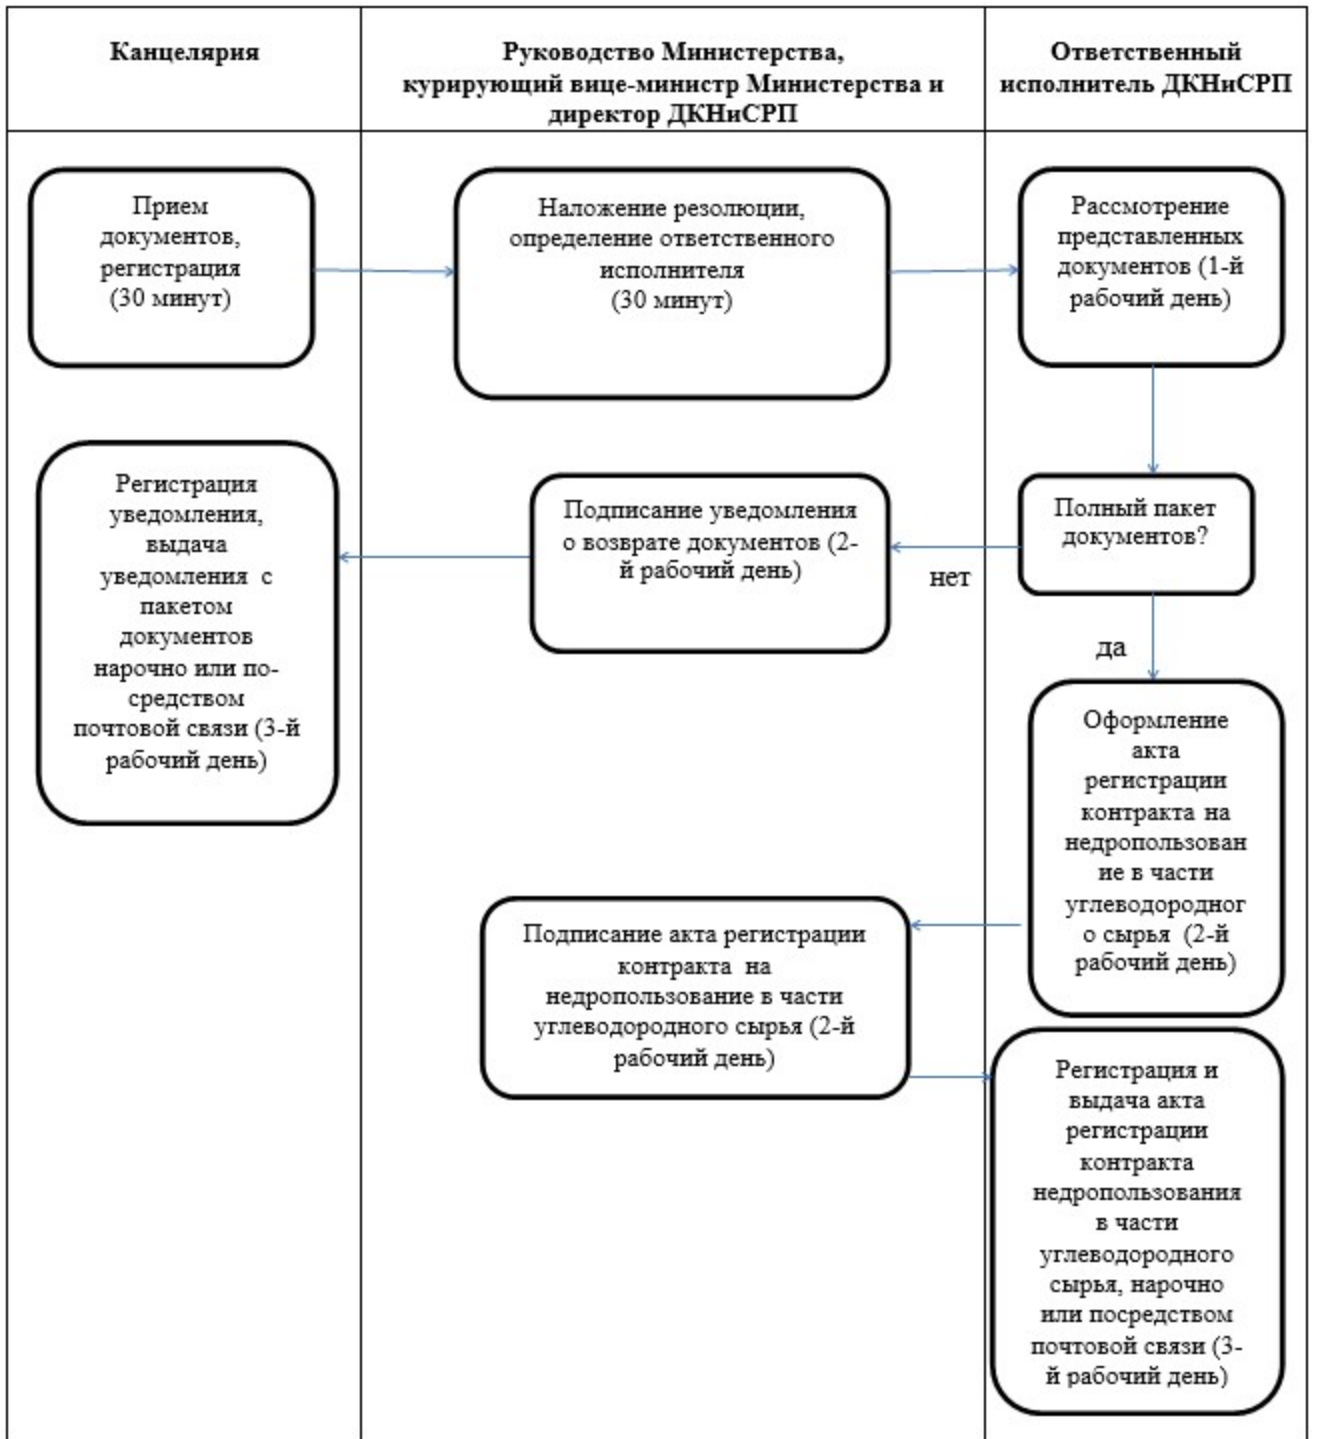 Канцелярия
Руководство Министерства,
курирующий вице-министр Министерства и
директор ДКНиСРП
Ответственный
исполнитель ДКНиСРП
Прием
документов,
регистрация
(30 минут)
Наложение резолюции,
определение ответственного
исполнителя
(30 минут)
Рассмотрение
представленных
документов (1-й
рабочий день)
Регистрация
уведомления,
выдача
уведомления с
пакетом
документов
нарочно или по-
средством
почтовой связи (3-й
рабочий день)
Подписание уведомления
о возврате документов (2-
й рабочий день)
нет
Полный пакет
документов?
да
Оформление
акта
регистрации
контракта на
недропользован
ие в части
углеводородног
о сырья (2-й
рабочий день)
Подписание акта регистрации
контракта на
недропользование в части
углеводородного сырья (2-й
рабочий день)
Регистрация и
выдача акта
регистрации
контракта
недропользования
в части
углеводородного
сырья, нарочно
или посредством
почтовой связи (3-
й рабочий день)